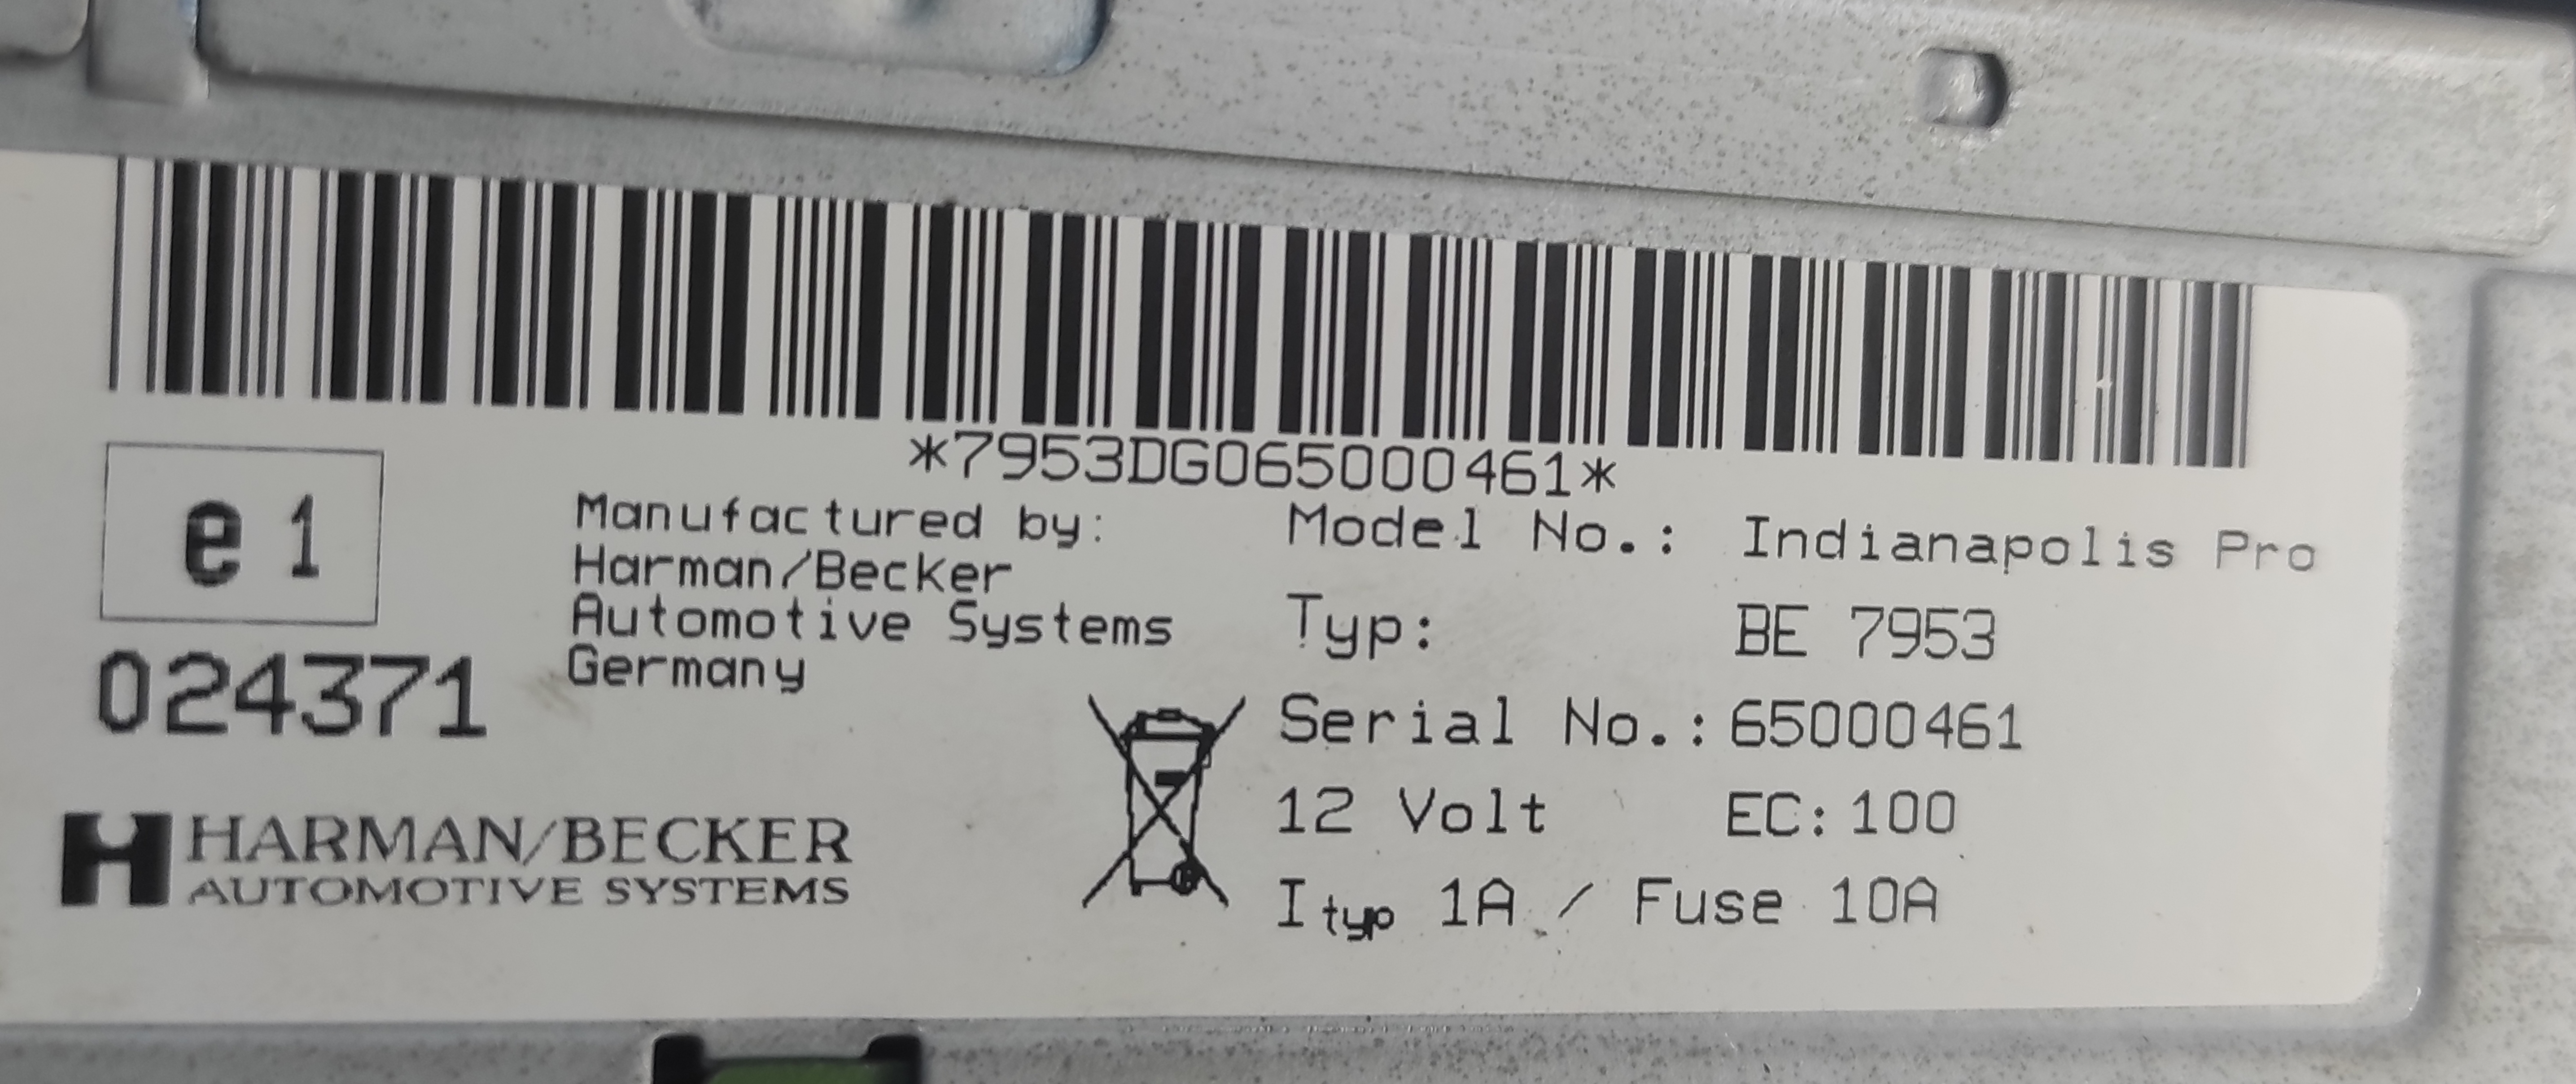 *7953DG065000461*
e1
024371
Manufactured by:
Harman/Becker
Automotive Systems
Germany
HARMAN/BECKER
AUTOMOTIVE SYSTEMS
Model No.: Indianapolis Pro
Typ: BE 7953
Serial No.: 65000461
12 Volt EC: 100
Ityp 1A / Fuse 10A